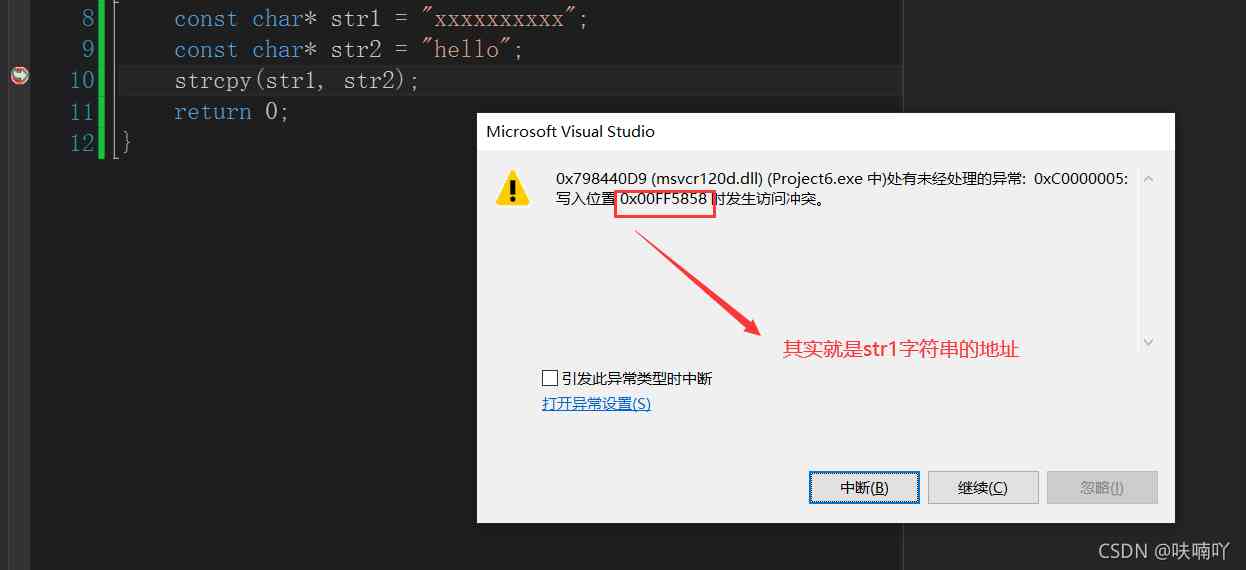 8 const char* str1 = "xxxxxxxxxx";
9 const char* str2 = "hello";
10 strcpy(str1, str2);
11 return 0;
12 }
Microsoft Visual Studio
0x798440D9 (msvcr120d.dll) (Project6.exe 中)处有未经处理的异常: 0xC0000005:
写入位置 0x00FF5858 时发生访问冲突。
其实就是str1字符串的地址
引发此异常类型时中断
打开异常设置(S)
中断(B) 继续(C) 忽略(I)
CSDN @呋喃吖